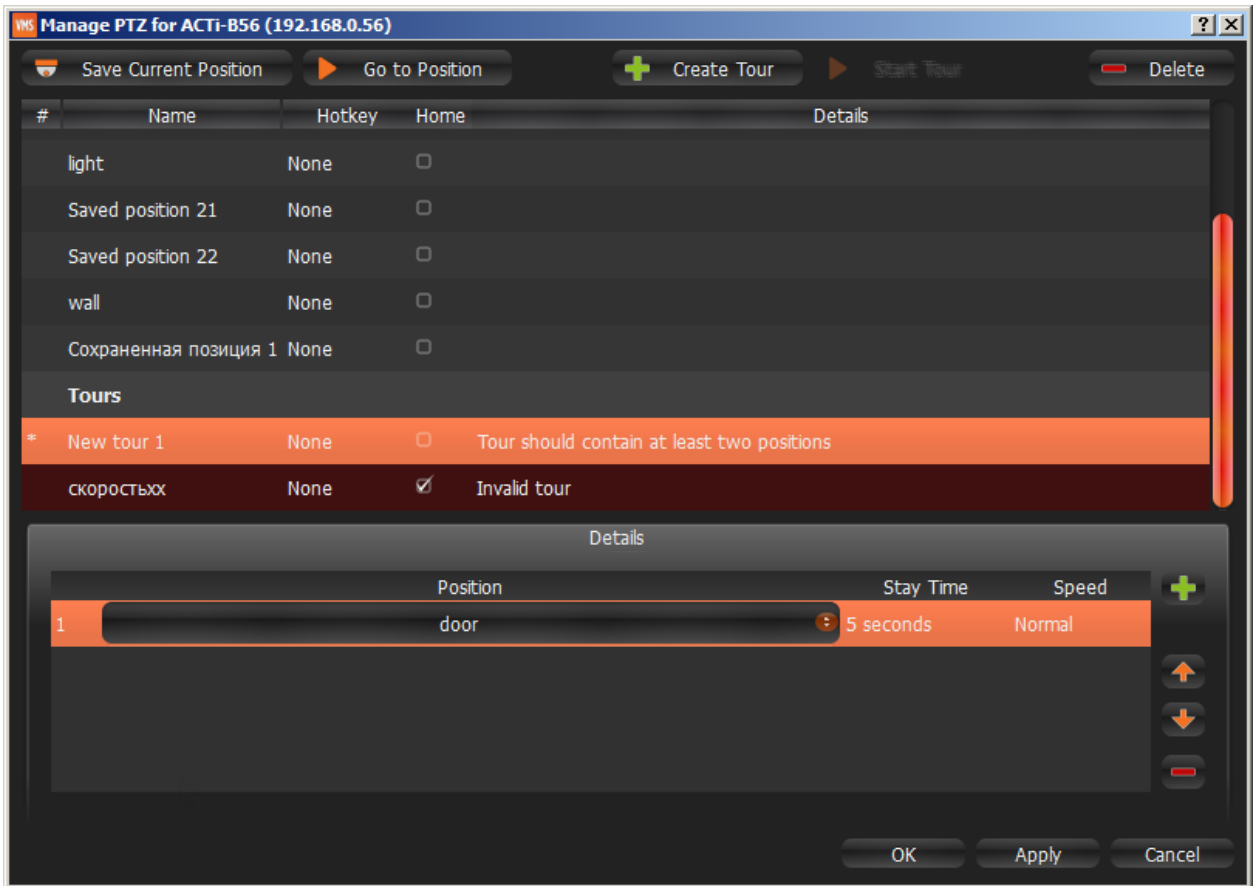 VMS Manage PTZ for ACTi-B56 (192.168.0.56)
Save Current Position Go to Position Create Tour Start Tour Delete
# Name Hotkey Home Details
light None
Saved position 21 None
Saved position 22 None
wall None
Сохраненная позиция 1 None
Tours
* New tour 1 None Tour should contain at least two positions
скоростьxx None Invalid tour
Details
Position Stay Time Speed
1 door 5 seconds Normal
OK Apply Cancel